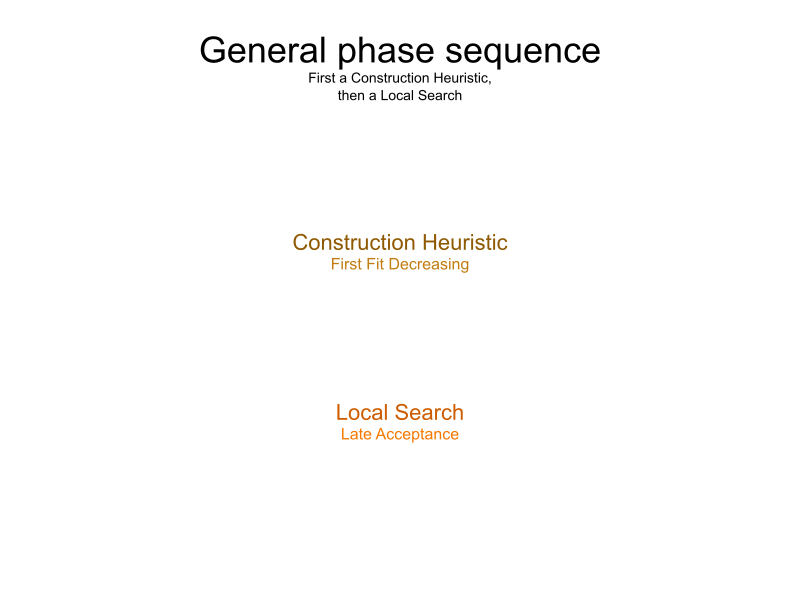 General phase sequence
First a Construction Heuristic,
then a Local Search
Construction Heuristic
First Fit Decreasing
Local Search
Late Acceptance